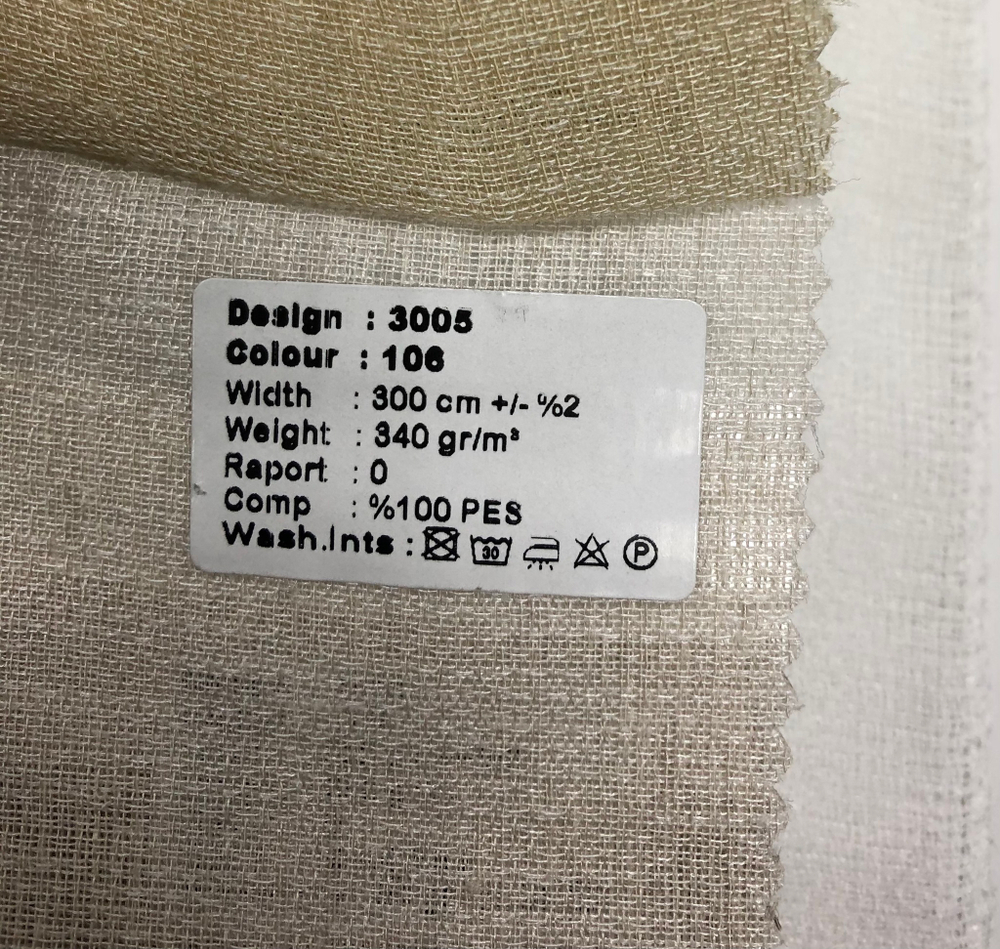 Design : 3005
Colour : 106
Width : 300 cm +/- %2
Weight : 340 gr/m²
Raport : 0
Comp : %100 PES
Wash.Ints : 30 P